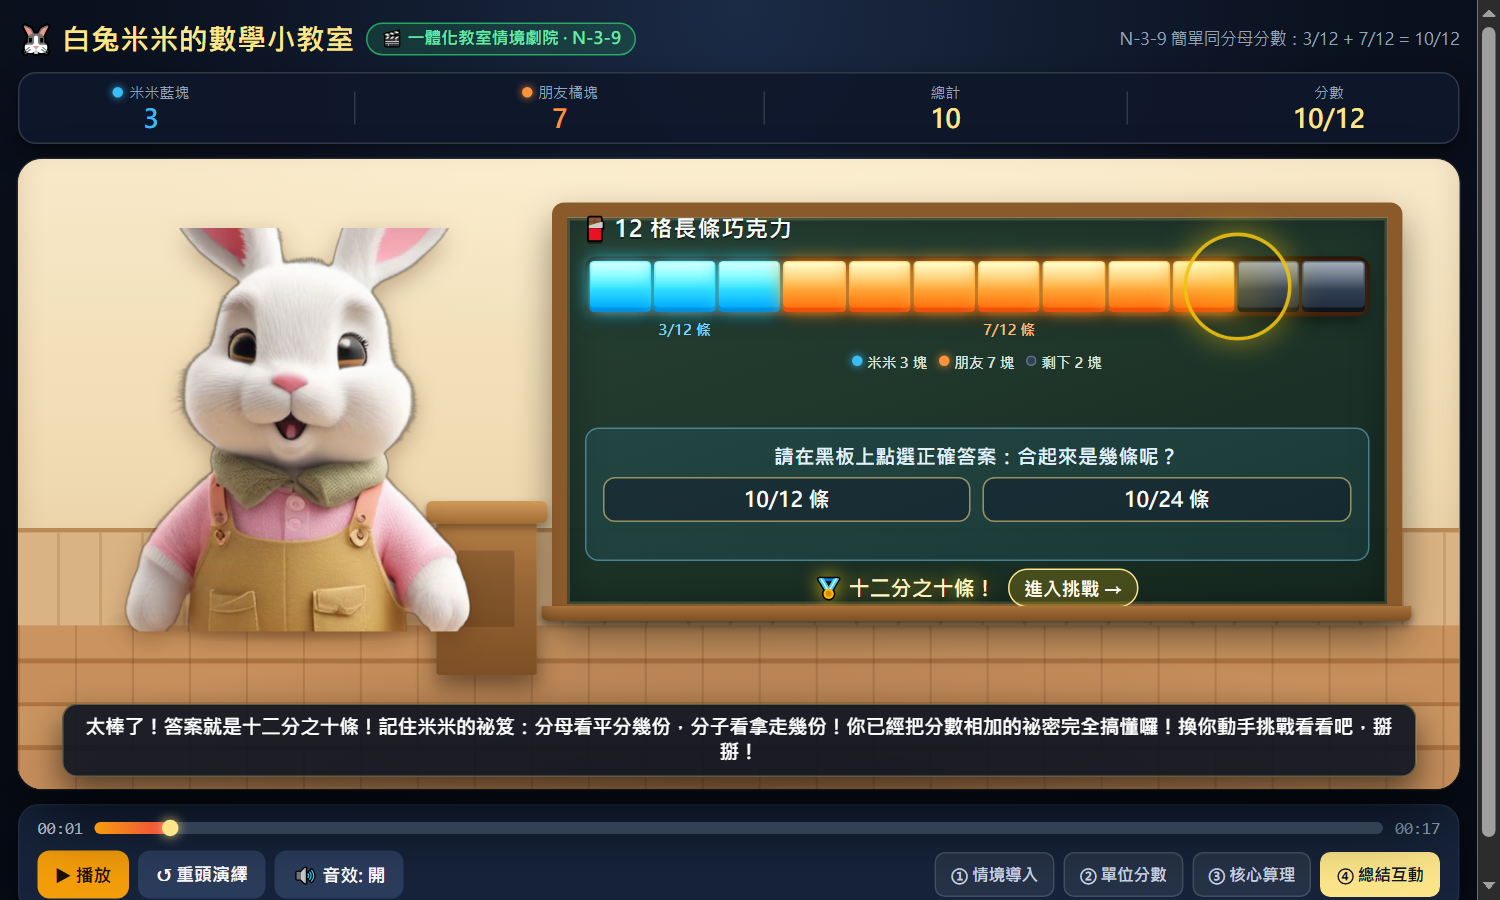 白兔米米的數學小教室
一體化教室情境劇院 · N-3-9
N-3-9 簡單同分母分數：3/12 + 7/12 = 10/12
米米藍塊
3
朋友橘塊
7
總計
10
分數
10/12
12 格長條巧克力
3/12 條
7/12 條
米米 3 塊 朋友 7 塊 剩下 2 塊
請在黑板上點選正確答案：合起來是幾條呢？
10/12 條
10/24 條
十二分之十條！
進入挑戰 →
太棒了！答案就是十二分之十條！記住米米的祕笈：分母看平分幾份 · 分子看拿走幾份！你已經把分數相加的祕密完全搞懂囉！換你動手挑戰看看吧 · 掰
掰！
00:01
00:17
▶ 播放
↺ 重頭演繹
音效: 開
① 情境導入
② 單位分數
③ 核心算理
④ 總結互動